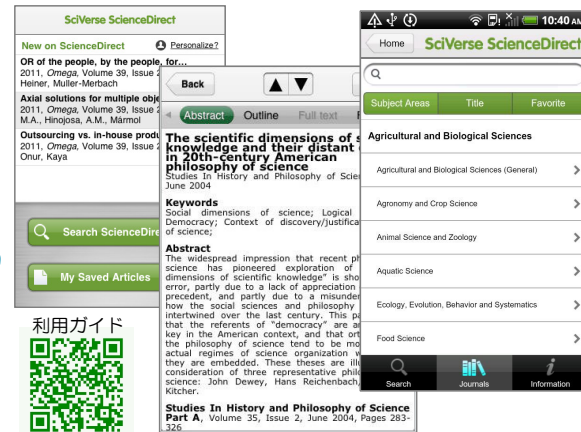 SciVerse ScienceDirect
New on ScienceDirect
Personalize?
OR of the people, by the people, for...
2011, Omega, Volume 39, Issue 2
Heiner, Muller-Merbach
Axial solutions for multiple obje
2011, Omega, Volume 39, Issue 2
M.A., Hinojosa, A.M., Mármol
Outsourcing vs. in-house produ
2011, Omega, Volume 39, Issue 2
Onur, Kaya
Search ScienceDire
My Saved Articles
利用ガイド
Back
Abstract Outline Full text
The scientific dimensions of s
knowledge and their distant
in 20th-century American
philosophy of science
Studies In History and Philosophy of Scie
June 2004
Keywords
Social dimensions of science; Logical
Democracy; Context of discovery/justifica
of science;
Abstract
The widespread impression that recent ph
science has pioneered exploration of
dimensions of scientific knowledge" is sho
error, partly due to a lack of appreciation
precedent, and partly due to a misunder
how the social sciences and philosophy
intertwined over the last century. This pa
that the referents of "democracy" are an
key in the American context, and that ort
the philosophy of science tend to be mo
actual regimes of science organization w
they are embedded. These theses are illu
consideration of three representative philo
science: John Dewey, Hans Reichenbach,
Kitcher.
Studies In History and Philosophy of Science
Part A, Volume 35, Issue 2, June 2004, Pages 283-
326
10:40 AM
Home
SciVerse ScienceDirect
Subject Areas Title Favorite
Agricultural and Biological Sciences
Agricultural and Biological Sciences (General)
Agronomy and Crop Science
Animal Science and Zoology
Aquatic Science
Ecology, Evolution, Behavior and Systematics
Food Science
Search Journals Information